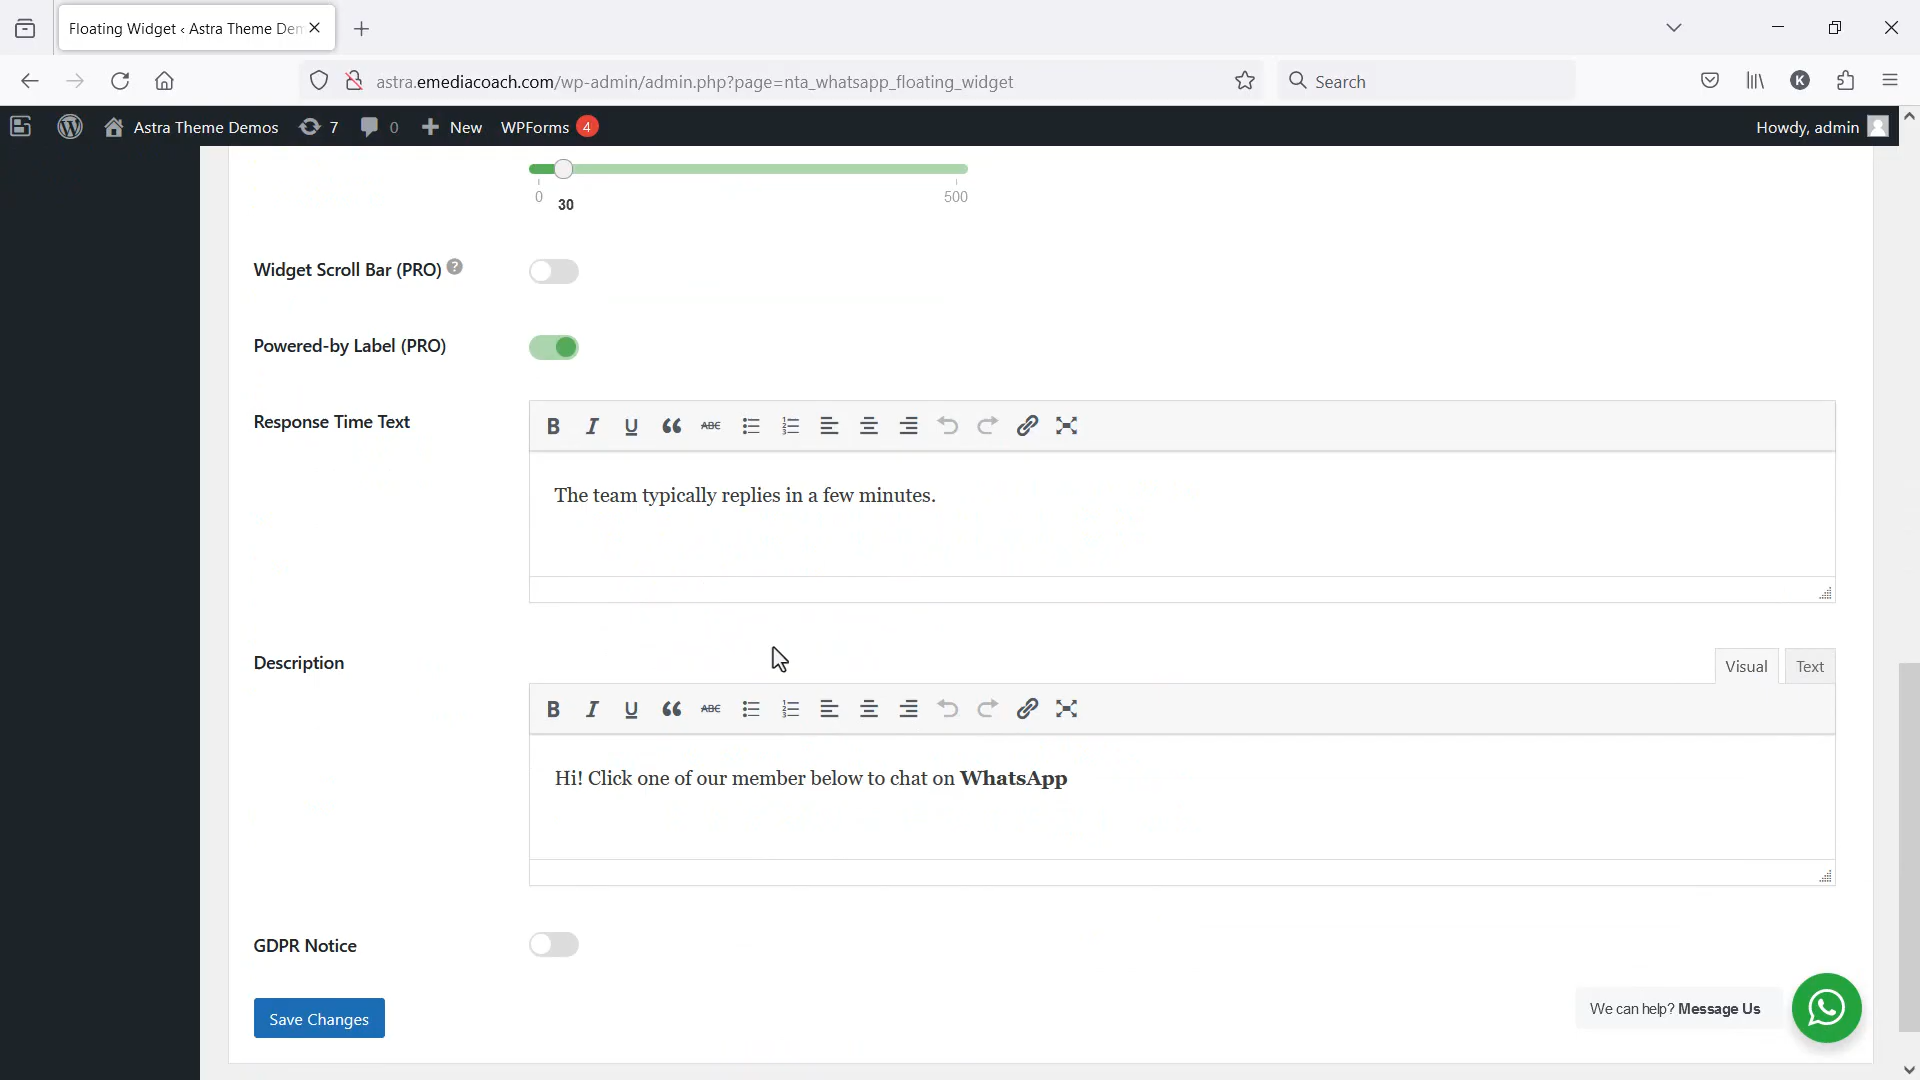 Floating Widget ‹ Astra Theme Den
astra.emediacoach.com/wp-admin/admin.php?page=nta_whatsapp_floating_widget
Search
K
Astra Theme Demos
7
0
New
WPForms 4
Howdy, admin
0
30
500
Widget Scroll Bar (PRO) ?
Powered-by Label (PRO)
Response Time Text
B I U “ ABC
The team typically replies in a few minutes.
Description
Visual Text
B I U “ ABC
Hi! Click one of our member below to chat on WhatsApp
GDPR Notice
Save Changes
We can help? Message Us